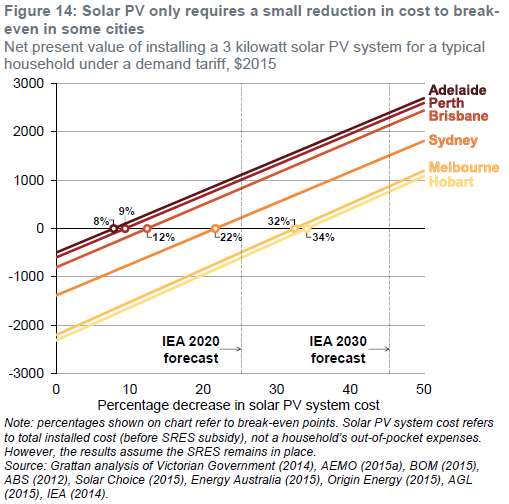 Figure 14: Solar PV only requires a small reduction in cost to break-
even in some cities
Net present value of installing a 3 kilowatt solar PV system for a typical
household under a demand tariff, $2015
3000
2000
1000
0
-1000
-2000
-3000
Adelaide
Perth
Brisbane
Sydney
Melbourne
Hobart
8%
9%
12%
22%
32%
34%
IEA 2020
forecast
IEA 2030
forecast
0 10 20 30 40 50
Percentage decrease in solar PV system cost
Note: percentages shown on chart refer to break-even points. Solar PV system cost refers
to total installed cost (before SRES subsidy), not a household's out-of-pocket expenses.
However, the results assume the SRES remains in place.
Source: Grattan analysis of Victorian Government (2014), AEMO (2015a), BOM (2015),
ABS (2012), Solar Choice (2015), Energy Australia (2015), Origin Energy (2015), AGL
(2015), IEA (2014).